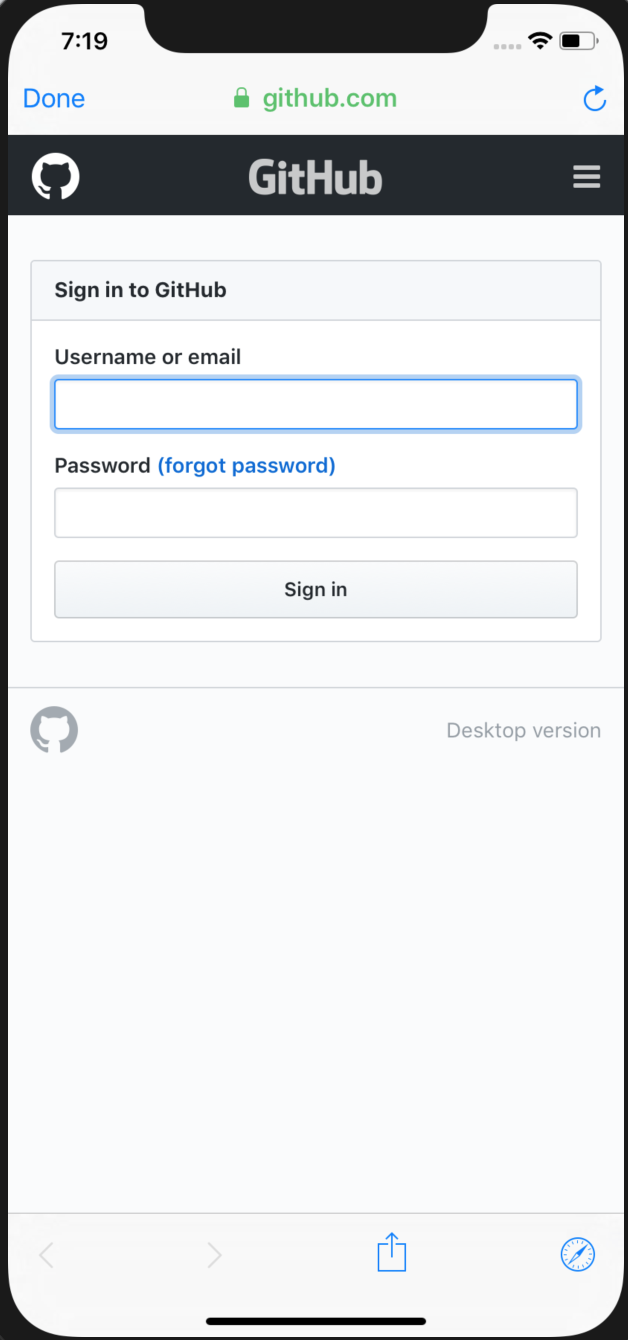 7:19
Done
github.com
GitHub
Sign in to GitHub
Username or email
Password (forgot password)
Sign in
Desktop version